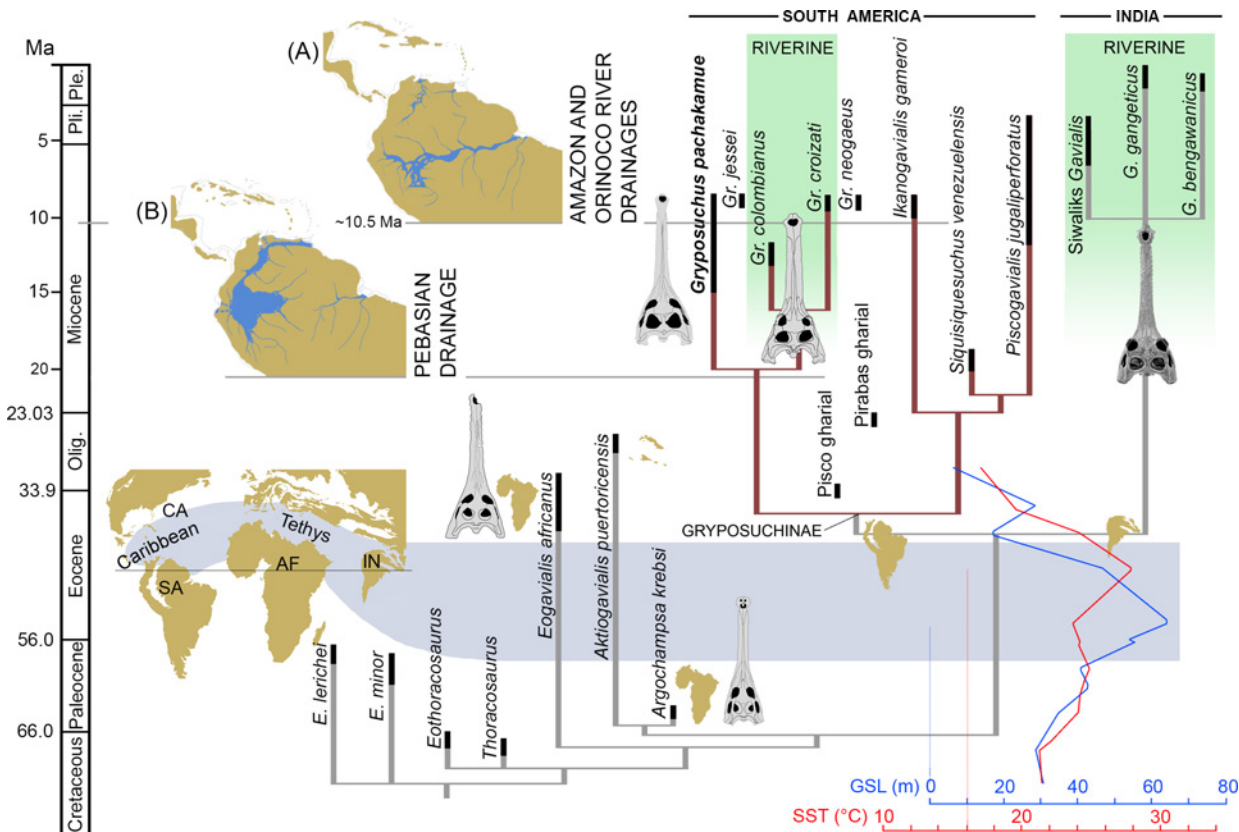 SOUTH AMERICA
INDIA
Ma
(A)
RIVERINE
RIVERINE
Ple.
Pli.
Miocene
Olig.
Eocene
Paleocene
Cretaceous
5
10
15
20
23.03
33.9
56.0
66.0
AMAZON AND
ORINOCO RIVER
DRAINAGES
~10.5 Ma
(B)
PEBASIAN
DRAINAGE
Gryposuchus pachakamue
Gr. jessei
Gr. colombianus
Gr. croizati
Gr. neogaeus
Ikanogavialis gameroi
Siquisiquesuchus venezuelensis
Piscogavialis jugaliperforatus
Siwaliks Gavialis
G. gangeticus
G. bengawanicus
Pisco gharial
Pirabas gharial
GRYPOSUCHINAE
CA
Caribbean
Tethys
SA
AF
IN
E. lerichei
E. minor
Eothoracosaurus
Thoracosaurus
Eogavialis africanus
Aktiogavialis puertoricensis
Argochampsa krebsi
GSL (m) 0 20 40 60 80
SST (°C) 10 20 30